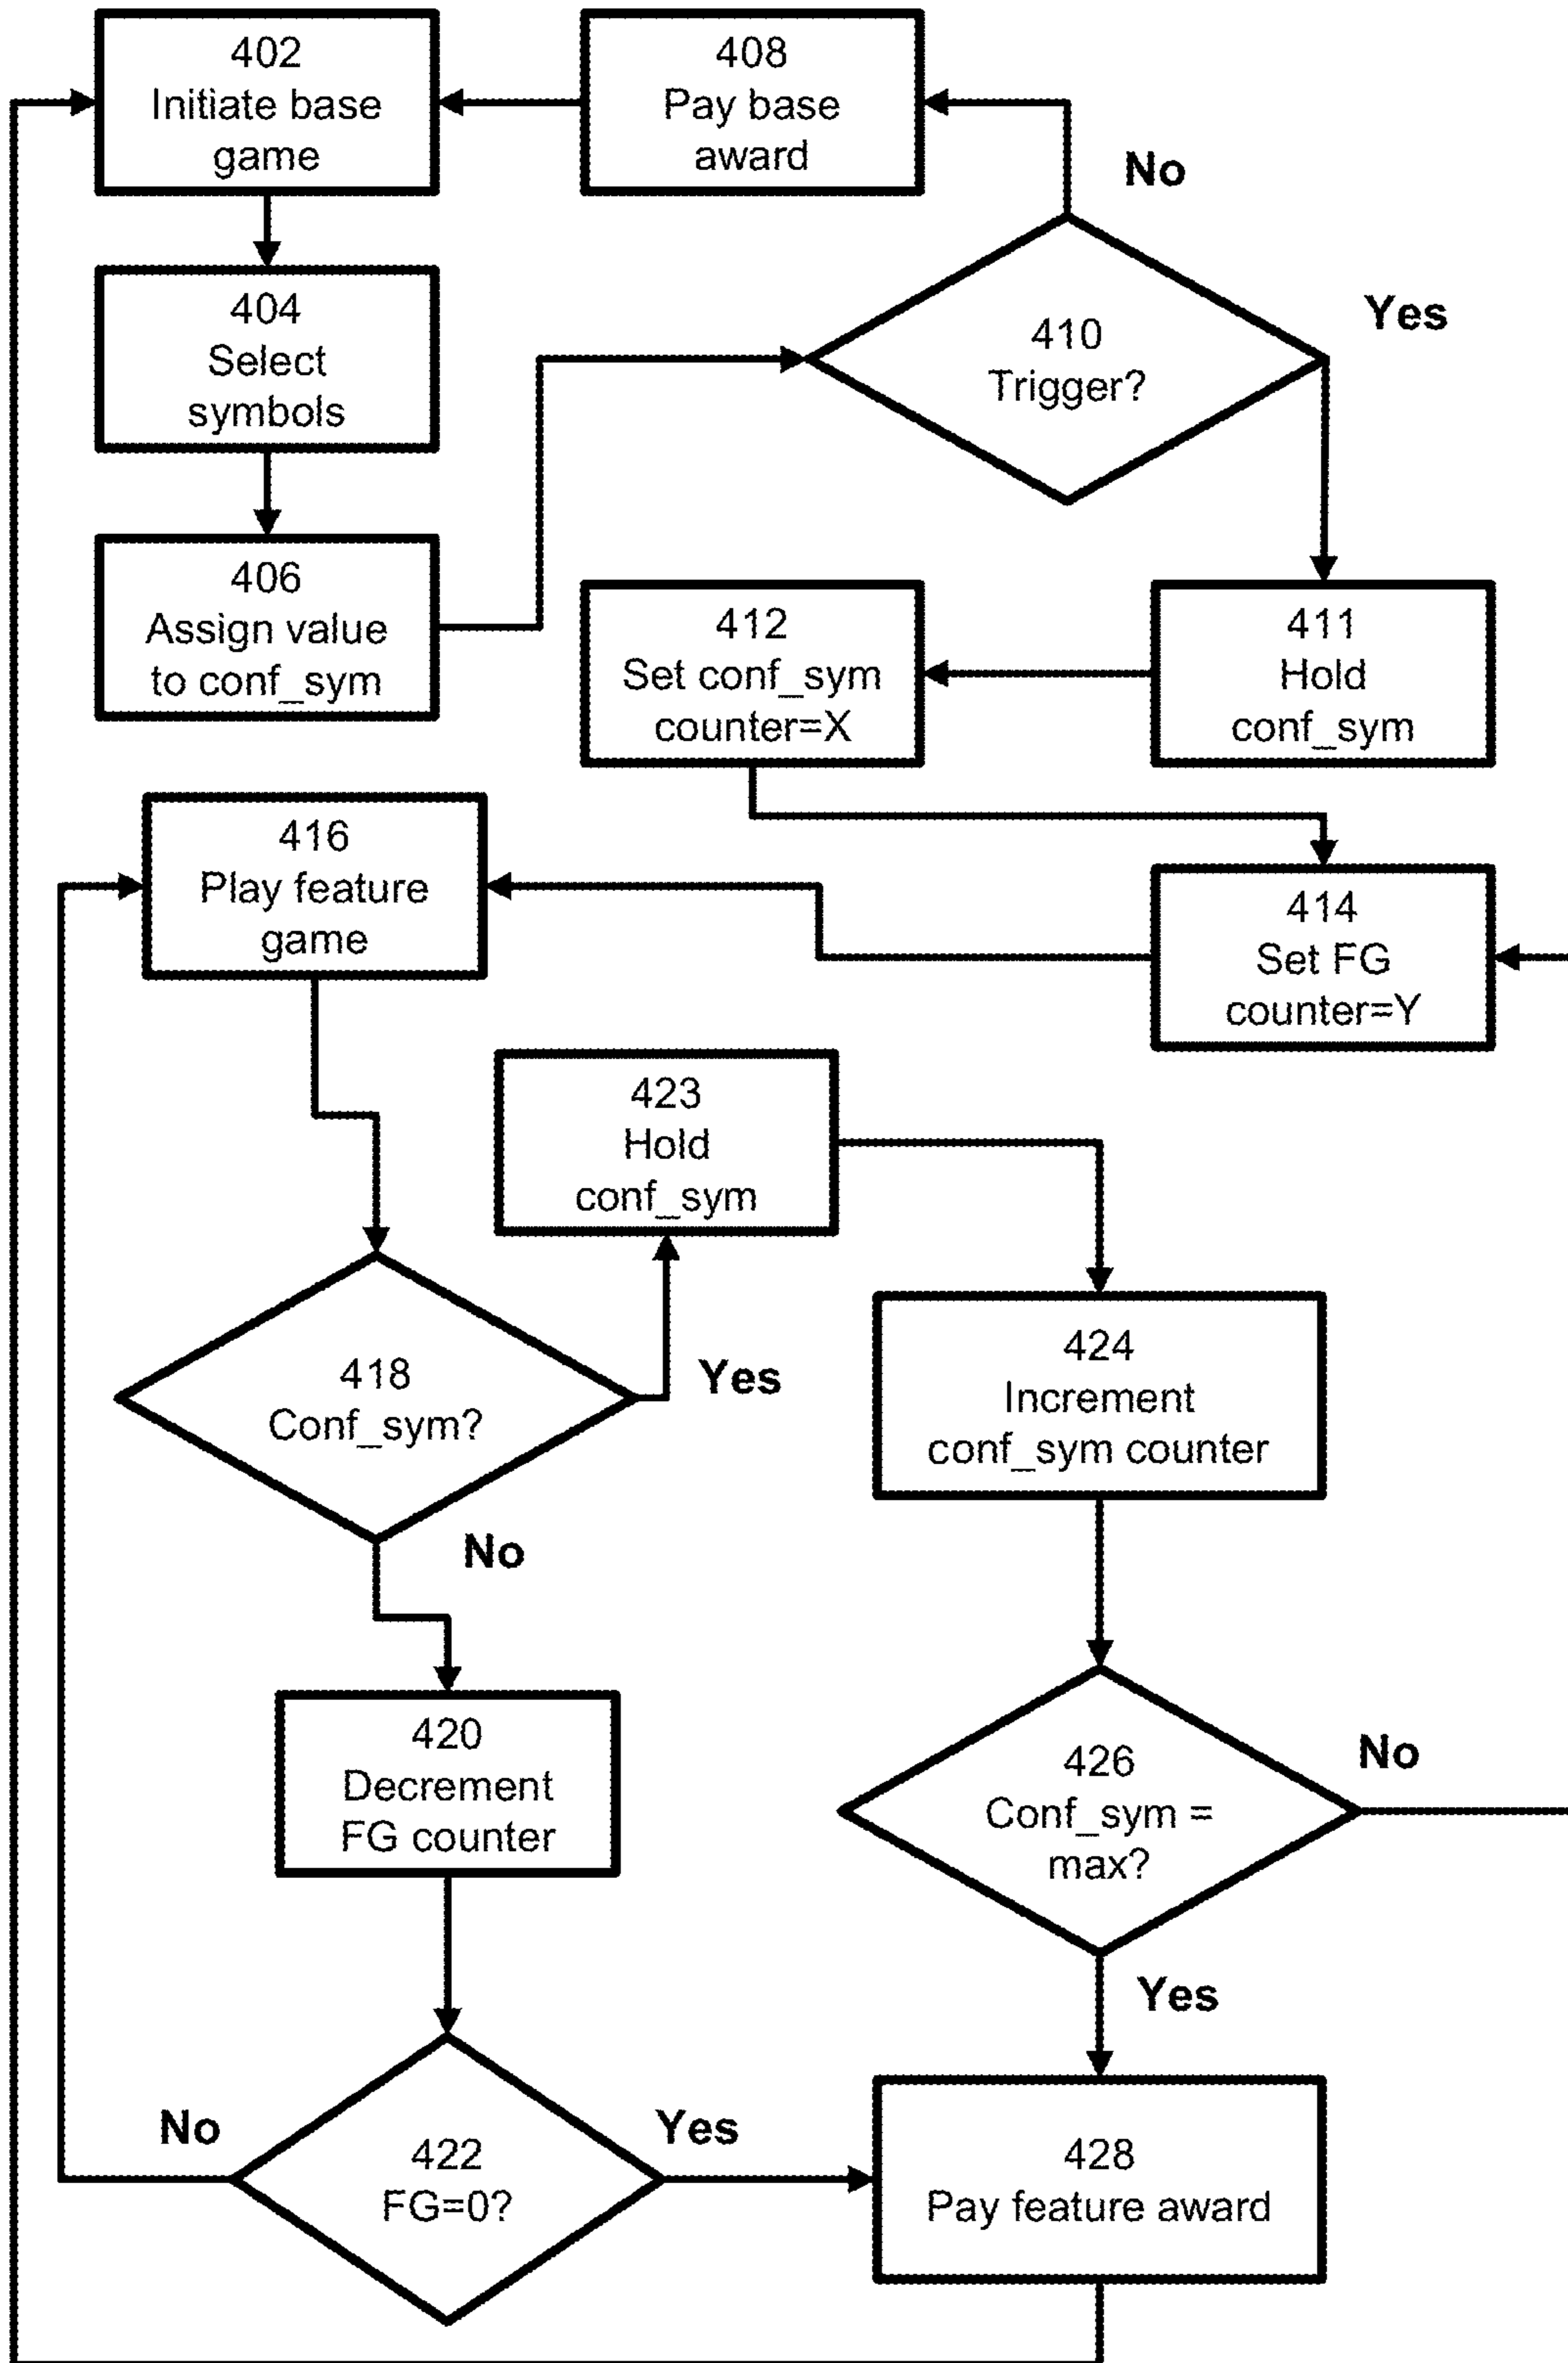 402
Initiate base
game
408
Pay base
award
No
404
Select
symbols
410
Trigger?
Yes
406
Assign value
to conf_sym
412
Set conf_sym
counter=X
411
Hold
conf_sym
416
Play feature
game
414
Set FG
counter=Y
423
Hold
conf_sym
418
Conf_sym?
Yes
No
424
Increment
conf_sym counter
420
Decrement
FG counter
426
Conf_sym =
max?
No
Yes
No
422
FG=0?
Yes
428
Pay feature award